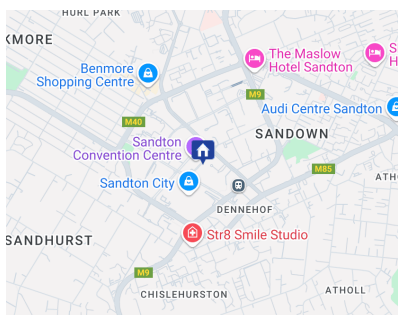 HURL PARK
KMORE
The Maslow
Hotel Sandton
S
H
Benmore
Shopping Centre
M9
Audi Centre Sandton
M40
SANDOWN
Sandton
Convention Centre
M85
ATH
Sandton City
DENNEHOF
Str8 Smile Studio
SANDHURST
M9
CHISLEHURSTON
ATHOLL